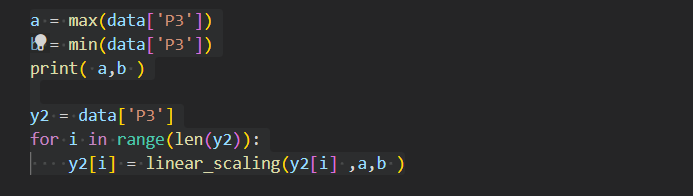 a = max(data['P3'])
b = min(data['P3'])
print( a,b )
y2 = data['P3']
for i in range(len(y2)):
    y2[i] = linear_scaling(y2[i] ,a,b )